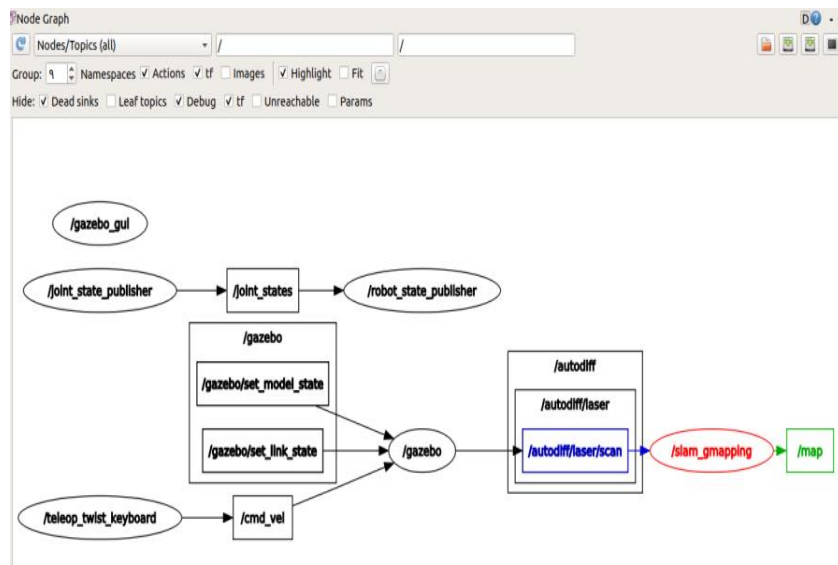 Node Graph
D
Nodes/Topics (all)
/
/
Group: ٩ Namespaces Actions tf Images Highlight Fit
Hide: Dead sinks Leaf topics Debug tf Unreachable Params
/gazebo_gui
/joint_state_publisher
/joint_states
/robot_state_publisher
/gazebo
/gazebo/set_model_state
/gazebo/set_link_state
/gazebo
/autodiff
/autodiff/laser
/autodiff/laser/scan
/slam_gmapping
/map
/teleop_twist_keyboard
/cmd_vel